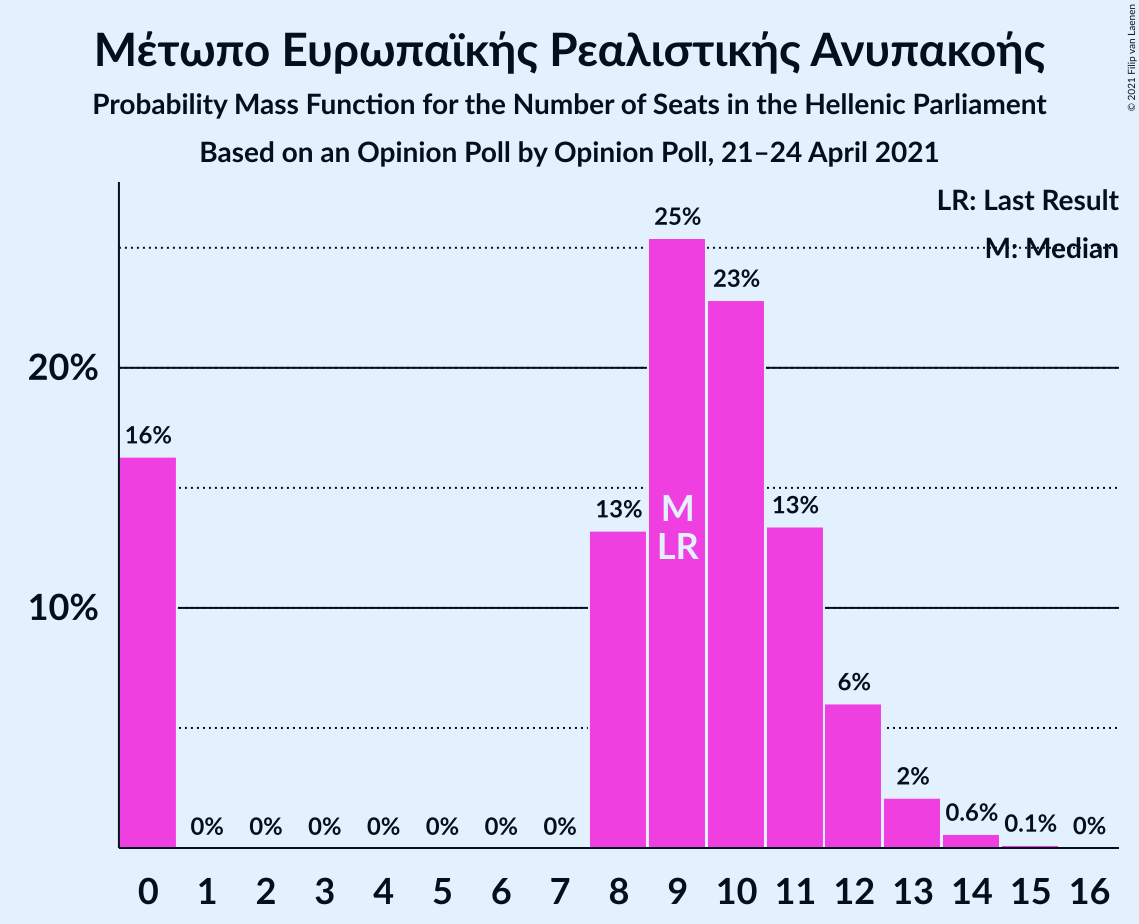 Μέτωπο Ευρωπαϊκής Ρεαλιστικής Ανυπακοής
Probability Mass Function for the Number of Seats in the Hellenic Parliament
Based on an Opinion Poll by Opinion Poll, 21–24 April 2021
© 2021 Filip van Laenen
LR: Last Result
M: Median
20%
10%
16%
0%
0%
0%
0%
0%
0%
0%
13%
25%
23%
13%
6%
2%
0.6%
0.1%
0%
M
LR
0 1 2 3 4 5 6 7 8 9 10 11 12 13 14 15 16